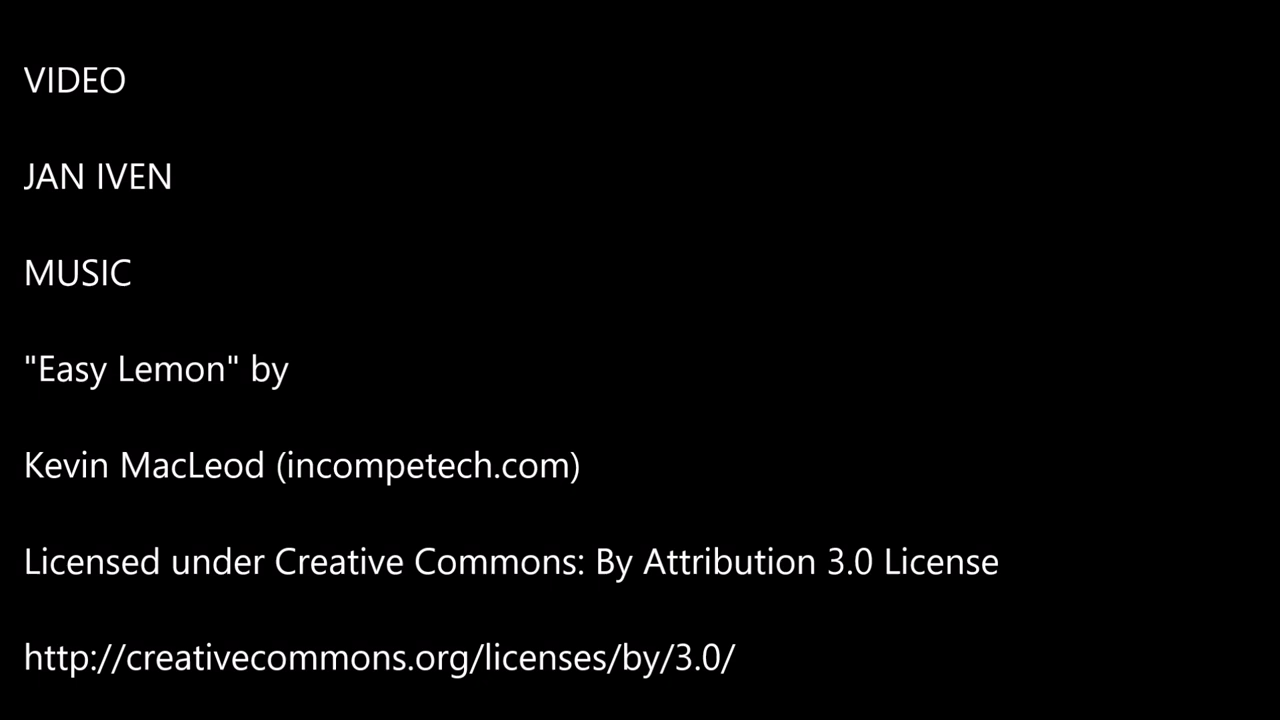 VIDEO
JAN IVEN
MUSIC
"Easy Lemon" by
Kevin MacLeod (incompetech.com)
Licensed under Creative Commons: By Attribution 3.0 License
http://creativecommons.org/licenses/by/3.0/